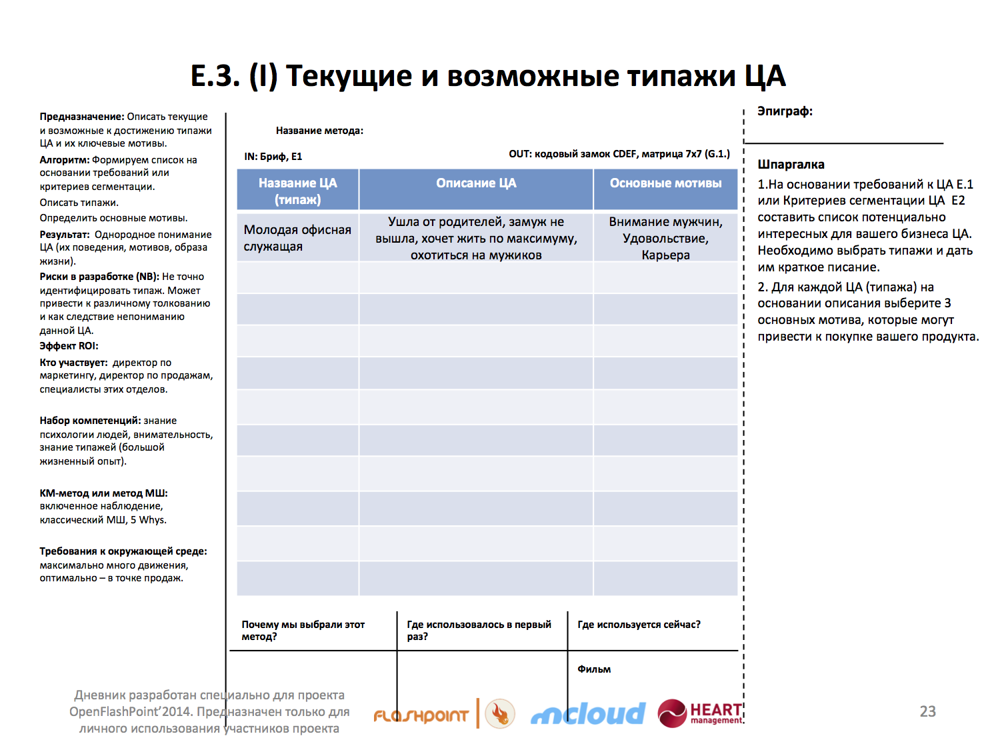 E.3. (I) Текущие и возможные типажи ЦА
Предназначение: Описать текущие
и возможные к достижению типажи
ЦА и их ключевые мотивы.
Алгоритм: Формируем список на
основании требований или
критериев сегментации.
Описать типажи.
Определить основные мотивы.
Результат: Однородное понимание
ЦА (их поведения, мотивов, образа
жизни).
Риски в разработке (NB): Не точно
идентифицировать типаж. Может
привести к различному толкованию
и как следствие непониманию
данной ЦА.
Эффект ROI:
Кто участвует: директор по
маркетингу, директор по продажам,
специалисты этих отделов.
Набор компетенций: знание
психологии людей, внимательность,
знание типажей (большой
жизненный опыт).
КМ-метод или метод МШ:
включенное наблюдение,
классический МШ, 5 Whys.
Требования к окружающей среде:
максимально много движения,
оптимально – в точке продаж.
Название метода:
IN: Бриф, E1
OUT: кодовый замок CDEF, матрица 7x7 (G.1.)
Название ЦА
(типаж)
Описание ЦА
Основные мотивы
Молодая офисная
служащая
Ушла от родителей, замуж не
вышла, хочет жить по максимуму,
охотиться на мужиков
Внимание мужчин,
Удовольствие,
Карьера
Почему мы выбрали этот
метод?
Где использовалось в первый
раз?
Где используется сейчас?
Фильм
Эпиграф:
Шпаргалка
1.На основании требований к ЦА E.1
или Критериев сегментации ЦА E2
составить список потенциально
интересных для вашего бизнеса ЦА.
Необходимо выбрать типажи и дать
им краткое писание.
2. Для каждой ЦА (типажа) на
основании описания выберите 3
основных мотива, которые могут
привести к покупке вашего продукта.
Дневник разработан специально для проекта
OpenFlashPoint’2014. Предназначен только для
личного использования участников проекта
FLASHPOINT
mcloud
HEART
management
23